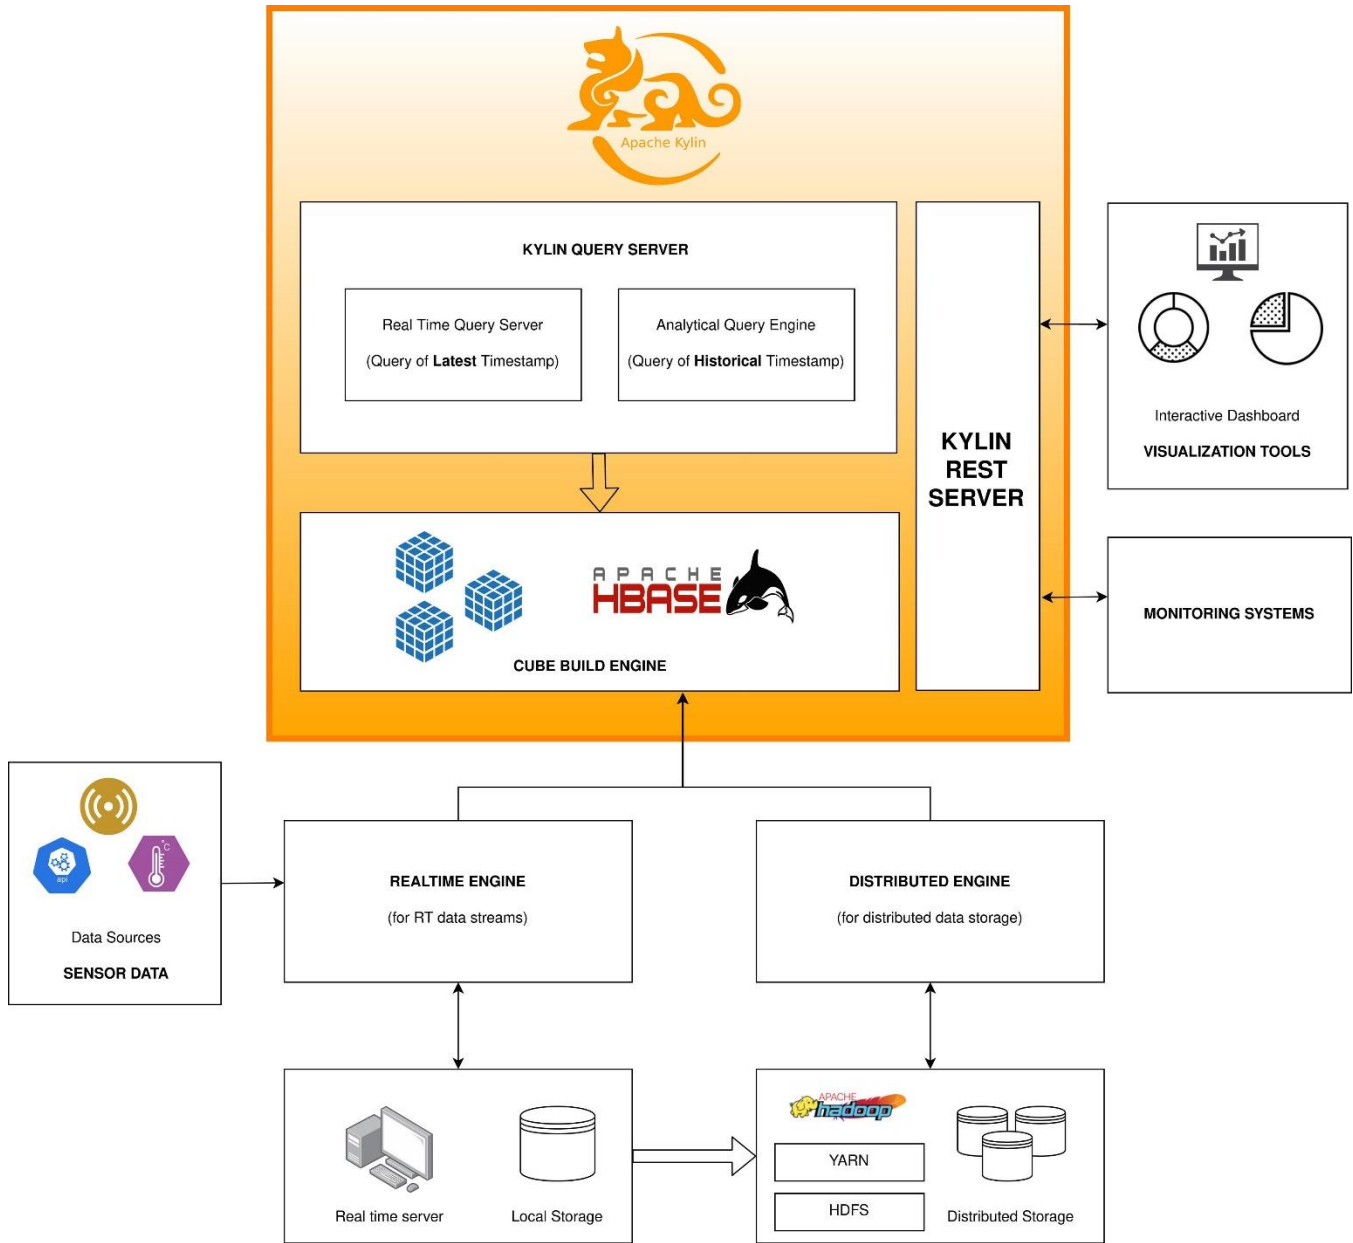 Apache Kylin
KYLIN QUERY SERVER
Real Time Query Server
(Query of Latest Timestamp)
Analytical Query Engine
(Query of Historical Timestamp)
KYLIN
REST
SERVER
Interactive Dashboard
VISUALIZATION TOOLS
APACHE
HBASE
CUBE BUILD ENGINE
MONITORING SYSTEMS
api
°C
Data Sources
SENSOR DATA
REALTIME ENGINE
(for RT data streams)
DISTRIBUTED ENGINE
(for distributed data storage)
Real time server
Local Storage
APACHE
hadoop
YARN
HDFS
Distributed Storage